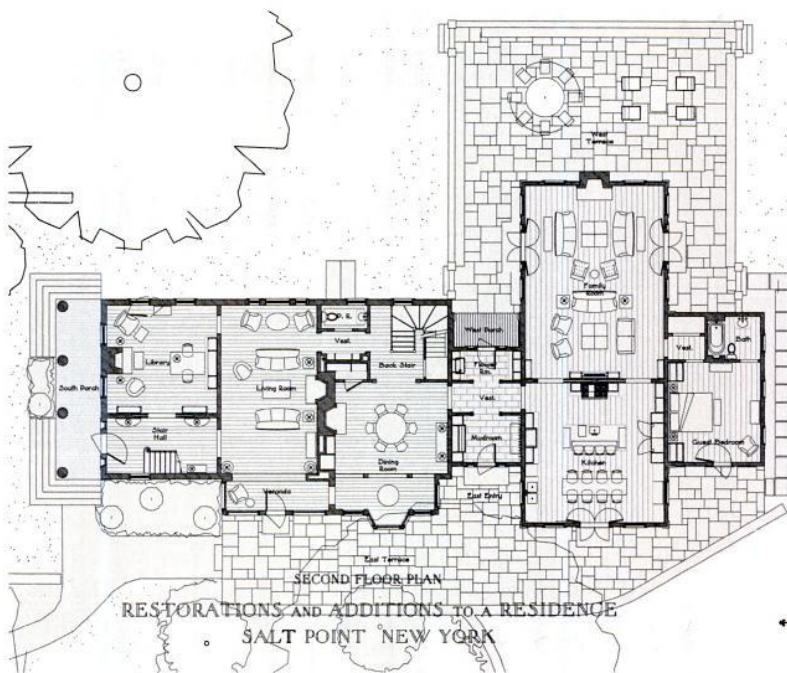 West
Terrace
Family
Room
West Porch
P. R.
Vest.
Bath
Vest.
Library
Back Stair
South Porch
Living Room
Vest.
Stair
Hall
Mudroom
Guest Bedroom
Dining
Room
Kitchen
Veranda
East Entry
East Terrace
SECOND FLOOR PLAN
RESTORATIONS AND ADDITIONS TO A RESIDENCE
SALT POINT NEW YORK